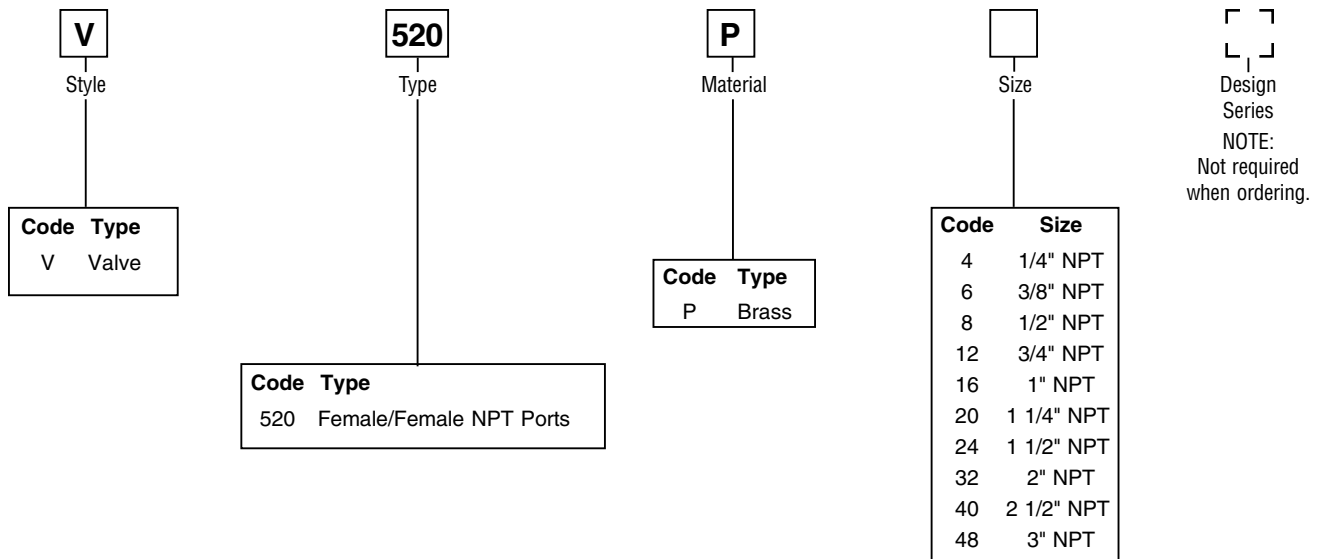 V
520
P
Style
Type
Material
Size
Design
Series
NOTE:
Not required
when ordering.
Code Type
V Valve
Code Type
520 Female/Female NPT Ports
Code Type
P Brass
Code Size
4 1/4" NPT
6 3/8" NPT
8 1/2" NPT
12 3/4" NPT
16 1" NPT
20 1 1/4" NPT
24 1 1/2" NPT
32 2" NPT
40 2 1/2" NPT
48 3" NPT